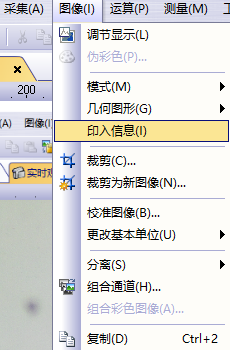 采集(A) 图像(I) 运算(P) 测量(M)
调节显示(L)
伪彩色(P)...
200
模式(M)
几何图形(G)
(A) 图像(I)
印入信息(I)
裁剪(C)...
实时观
裁剪为新图像(N)...
校准图像(B)...
更改基本单位(U)
分离(S)
组合通道(H)...
组合彩色图像(A)...
复制(D) Ctrl+2